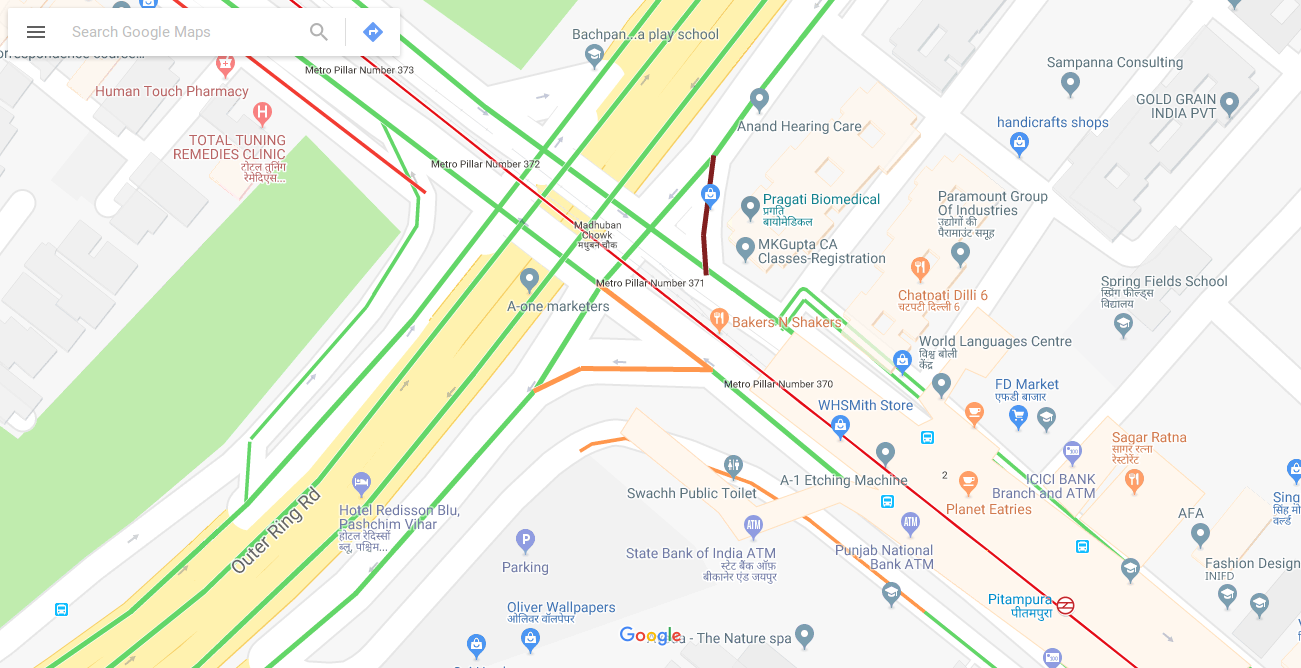 Search Google Maps
Bachpan...a play school
Metro Pillar Number 373
Sampanna Consulting
Human Touch Pharmacy
GOLD GRAIN
INDIA PVT
Anand Hearing Care
handicrafts shops
TOTAL TUNING
REMEDIES CLINIC
टोटल तुनिंग
रेमेदिएंस...
Metro Pillar Number 372
Pragati Biomedical
प्रगति
बायोमेडिकल
Paramount Group
Of Industries
उद्योगों की
पैरामाउंट समूह
Madhuban
Chowk
मधुबन चौक
MKGupta CA
Classes-Registration
Metro Pillar Number 371
A-one marketers
Chatpati Dilli 6
चटपटी दिल्ली 6
Spring Fields School
स्प्रिंग फील्ड्स
विद्यालय
Bakers N Shakers
World Languages Centre
विश्व बोली
केंद्र
Metro Pillar Number 370
FD Market
एफडी बाजार
WHSMith Store
Sagar Ratna
सागर रत्ना
रेस्टोरेंट
2
A-1 Etching Machine
ICICI BANK
Branch and ATM
Swachh Public Toilet
Planet Eatries
Outer Ring Rd
Hotel Redisson Blu,
Pashchim Vihar
होटल रेदिस्सों
ब्लू, पश्चिम...
AFA
ATM
ATM
P
Parking
State Bank of India ATM
स्टेट बैंक ऑफ़
बीकानेर एंड जयपुर
Punjab National
Bank ATM
Fashion Design
INIFD
Pitampura
पीतमपुरा
Oliver Wallpapers
ओलिवर वॉलपेपर
Google
- The Nature spa